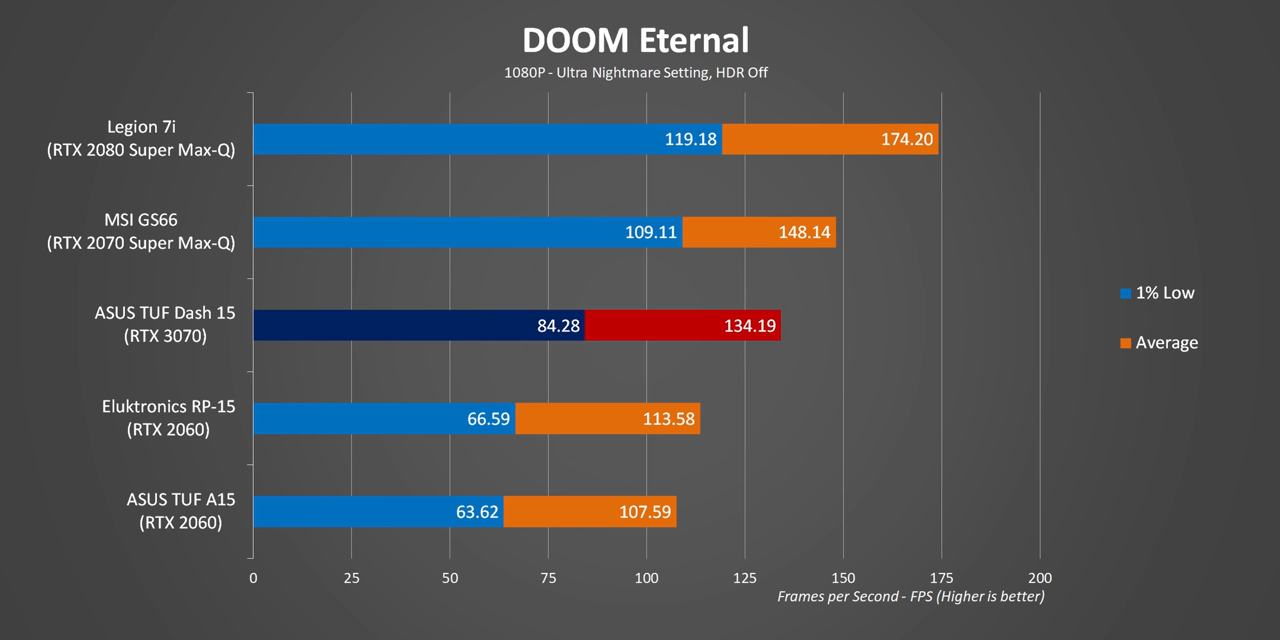 DOOM Eternal
1080P - Ultra Nightmare Setting, HDR Off
Legion 7i
(RTX 2080 Super Max-Q)
119.18
174.20
MSI GS66
(RTX 2070 Super Max-Q)
109.11
148.14
ASUS TUF Dash 15
(RTX 3070)
84.28
134.19
Eluktronics RP-15
(RTX 2060)
66.59
113.58
ASUS TUF A15
(RTX 2060)
63.62
107.59
1% Low
Average
0 25 50 75 100 125 150 175 200
Frames per Second - FPS (Higher is better)